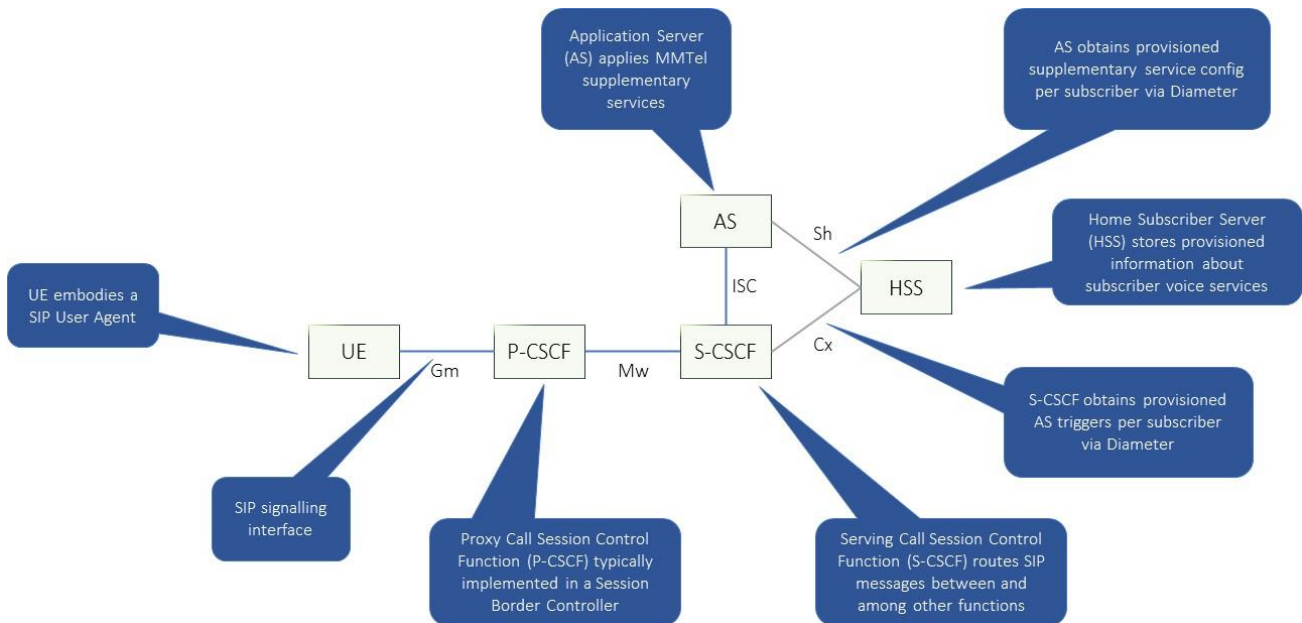 Application Server
(AS) applies MMTel
supplementary
services
AS obtains provisioned
supplementary service config
per subscriber via Diameter
AS
Sh
Home Subscriber Server
(HSS) stores provisioned
information about
subscriber voice services
HSS
ISC
UE embodies a
SIP User Agent
UE
Gm
P-CSCF
Mw
S-CSCF
Cx
S-CSCF obtains provisioned
AS triggers per subscriber
via Diameter
SIP signalling
interface
Proxy Call Session Control
Function (P-CSCF) typically
implemented in a Session
Border Controller
Serving Call Session Control
Function (S-CSCF) routes SIP
messages between and
among other functions